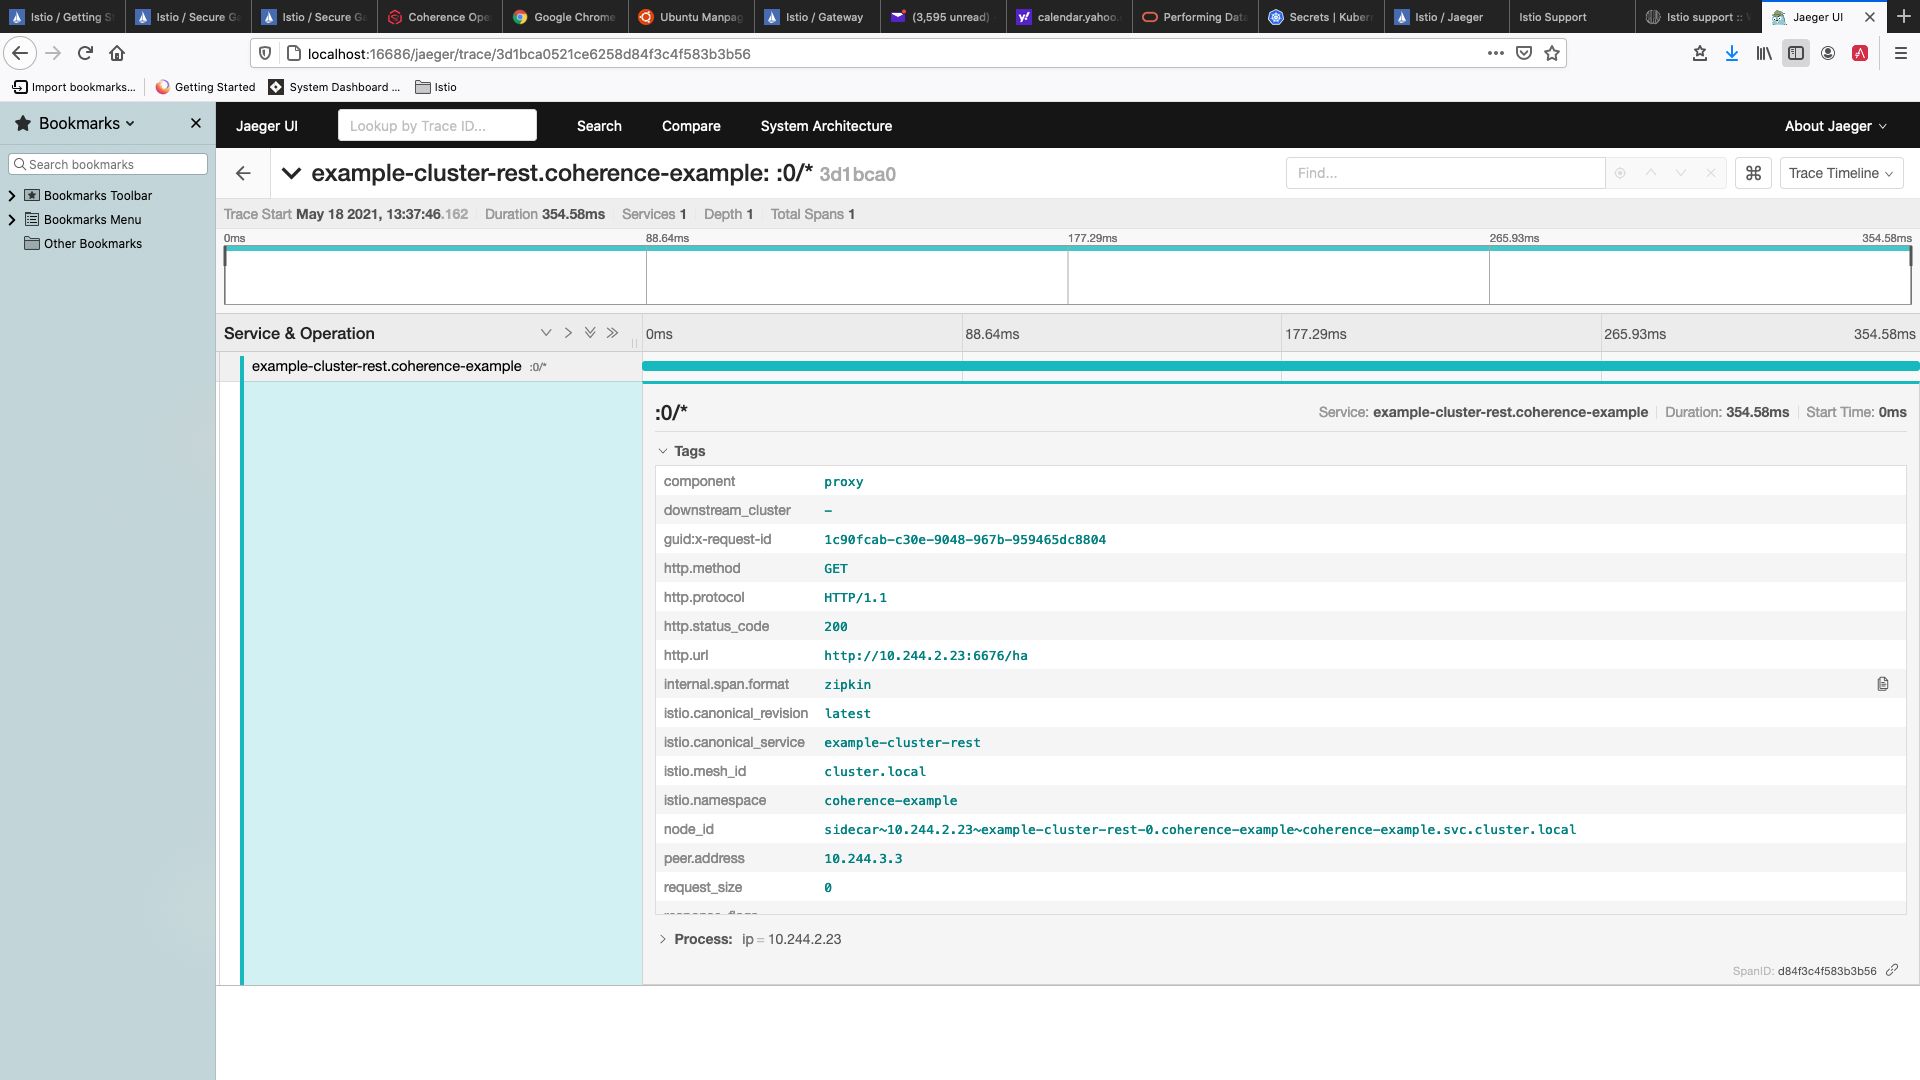 Istio / Getting S
Istio / Secure Ga
Istio / Secure Ga
Coherence Ope
Google Chrome
Ubuntu Manpag
Istio / Gateway
(3,595 unread)
calendar.yahoo.
Performing Data
Secrets | Kubern
Istio / Jaeger
Istio Support
Istio support ::
Jaeger UI
localhost:16686/jaeger/trace/3d1bca0521ce6258d84f3c4f583b3b56
Import bookmarks...
Getting Started
System Dashboard ...
Istio
Bookmarks
Search bookmarks
Bookmarks Toolbar
Bookmarks Menu
Other Bookmarks
Jaeger UI
Lookup by Trace ID...
Search
Compare
System Architecture
About Jaeger
example-cluster-rest.coherence-example: :0/* 3d1bca0
Find...
Trace Timeline
Trace Start May 18 2021, 13:37:46.162 Duration 354.58ms Services 1 Depth 1 Total Spans 1
0ms 88.64ms 177.29ms 265.93ms 354.58ms
Service & Operation
0ms 88.64ms 177.29ms 265.93ms 354.58ms
example-cluster-rest.coherence-example :0/*
:0/*
Service: example-cluster-rest.coherence-example Duration: 354.58ms Start Time: 0ms
Tags
component proxy
downstream_cluster -
guid:x-request-id 1c90fcab-c30e-9048-967b-959465dc8804
http.method GET
http.protocol HTTP/1.1
http.status_code 200
http.url http://10.244.2.23:6676/ha
internal.span.format zipkin
istio.canonical_revision latest
istio.canonical_service example-cluster-rest
istio.mesh_id cluster.local
istio.namespace coherence-example
node_id sidecar~10.244.2.23~example-cluster-rest-0.coherence-example~coherence-example.svc.cluster.local
peer.address 10.244.3.3
request_size 0
Process: ip = 10.244.2.23
SpanID: d84f3c4f583b3b56